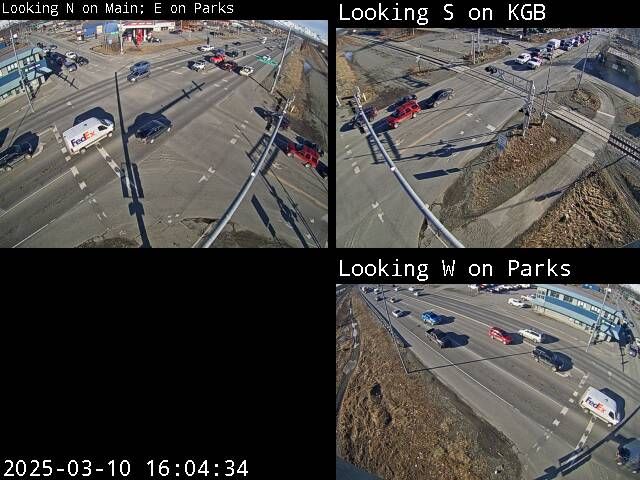 Looking N on Main; E on Parks
Looking S on KGB
FedEx
Looking W on Parks
FedEx
2025-03-10 16:04:34